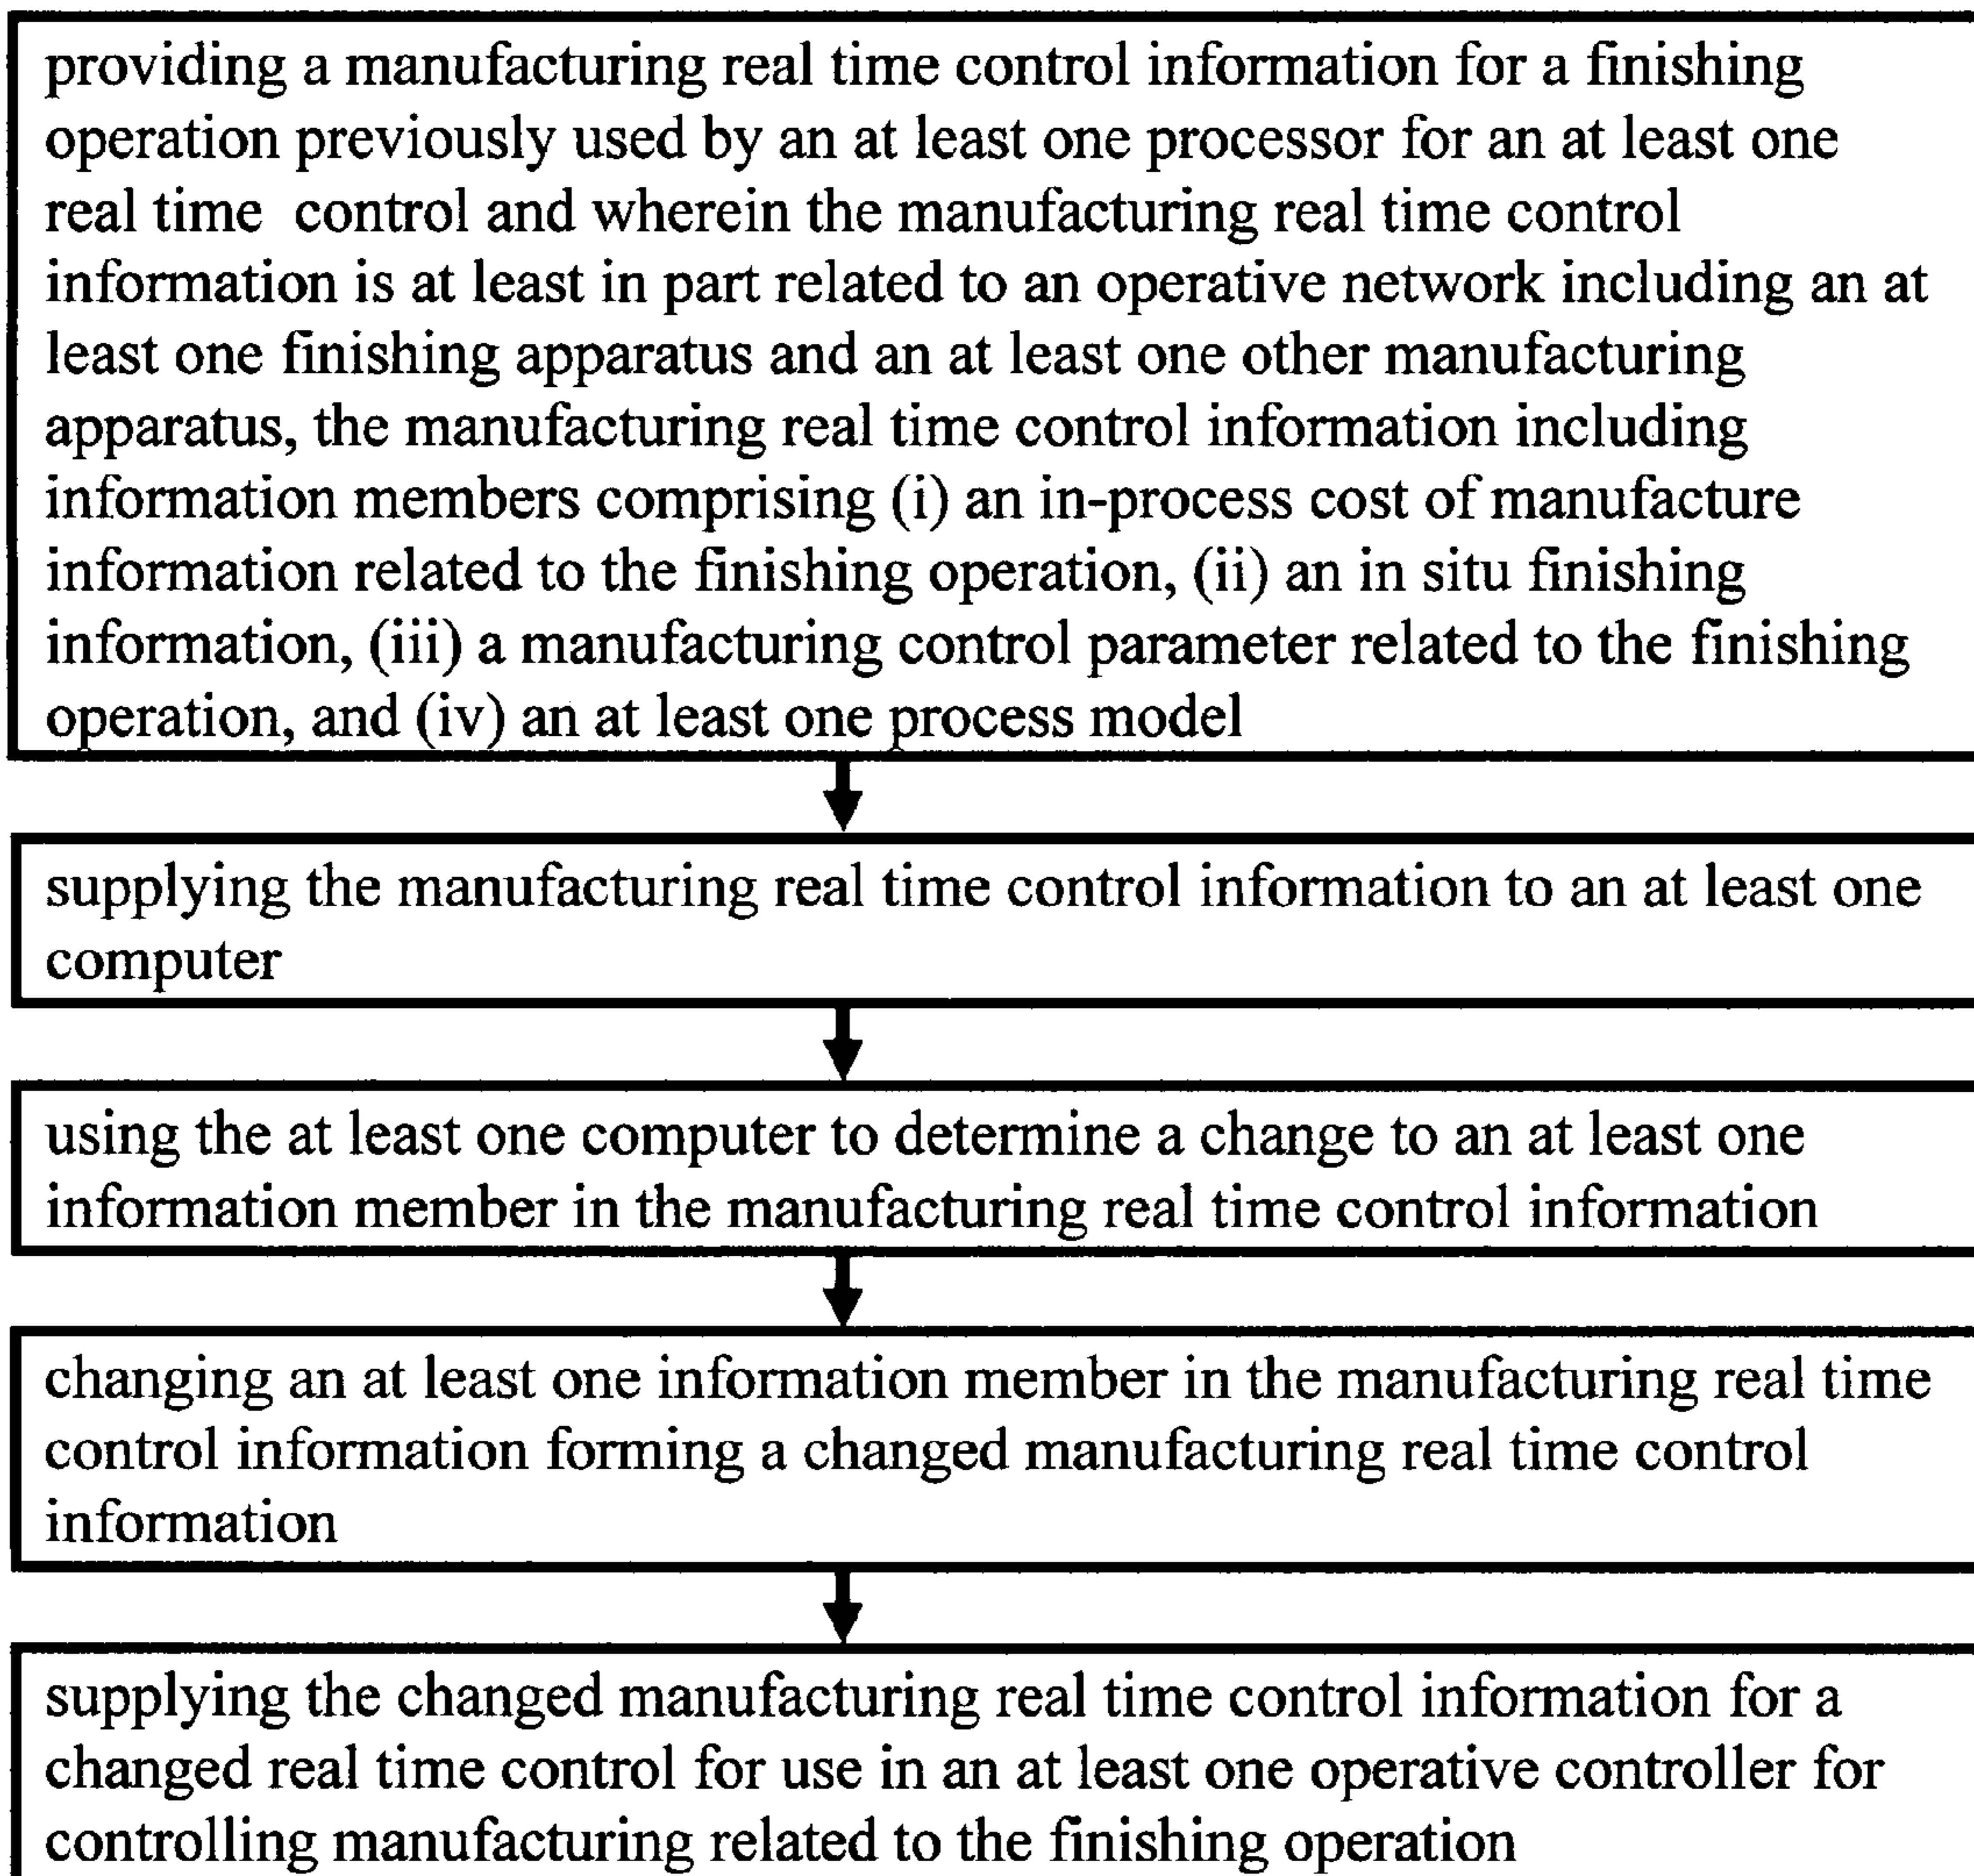 providing a manufacturing real time control information for a finishing
operation previously used by an at least one processor for an at least one
real time control and wherein the manufacturing real time control
information is at least in part related to an operative network including an at
least one finishing apparatus and an at least one other manufacturing
apparatus, the manufacturing real time control information including
information members comprising (i) an in-process cost of manufacture
information related to the finishing operation, (ii) an in situ finishing
information, (iii) a manufacturing control parameter related to the finishing
operation, and (iv) an at least one process model
supplying the manufacturing real time control information to an at least one
computer
using the at least one computer to determine a change to an at least one
information member in the manufacturing real time control information
changing an at least one information member in the manufacturing real time
control information forming a changed manufacturing real time control
information
supplying the changed manufacturing real time control information for a
changed real time control for use in an at least one operative controller for
controlling manufacturing related to the finishing operation